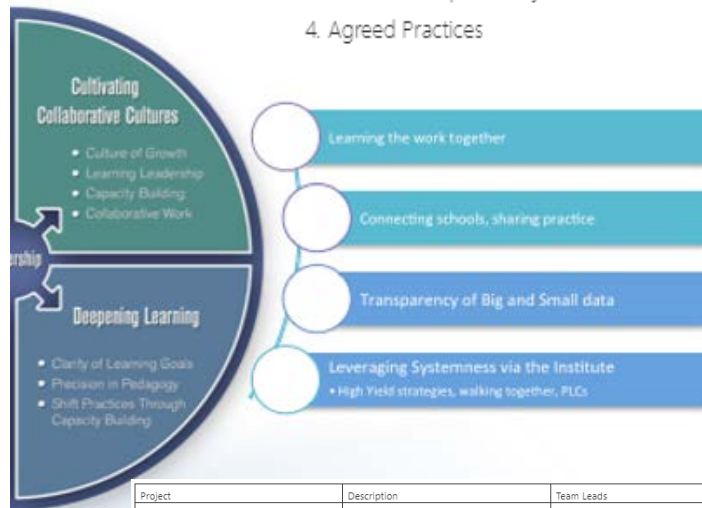 4. Agreed Practices
Cultivating
Collaborative Cultures
• Culture of Growth
• Learning Leadership
• Capacity Building
• Collaborative Work
ership
Deepening Learning
• Clarity of Learning Goals
• Precision in Pedagogy
• Shift Practices Through
Capacity Building
Learning the work together
Connecting schools, sharing practice
Transparency of Big and Small data
Leveraging Systemness via the Institute
• High Yield strategies, walking together, PLCs
Project Description Team Leads